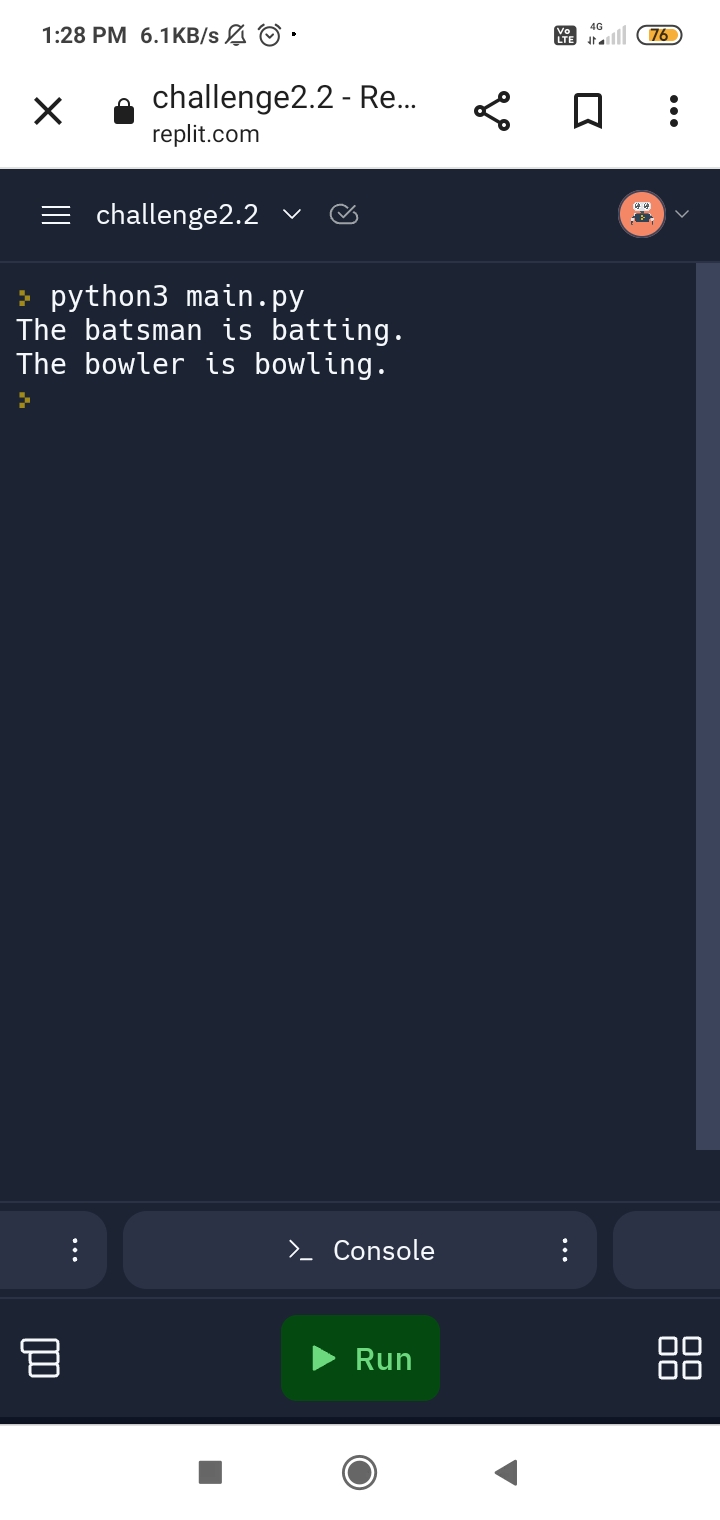 1:28 PM 6.1KB/s
Vo LTE
4G
76
challenge2.2 - Re...
replit.com
challenge2.2
python3 main.py
The batsman is batting.
The bowler is bowling.
>_ Console
Run